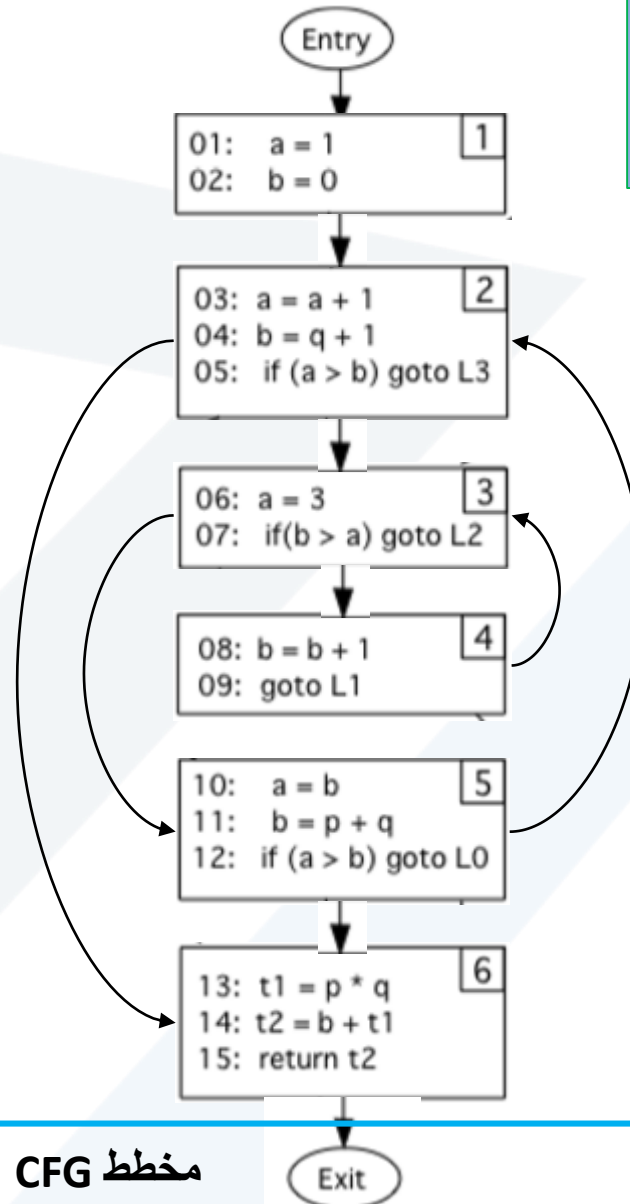 Entry
1
01: a = 1
02: b = 0
2
03: a = a + 1
04: b = q + 1
05: if (a > b) goto L3
3
06: a = 3
07: if(b > a) goto L2
4
08: b = b + 1
09: goto L1
5
10: a = b
11: b = p + q
12: if (a > b) goto L0
6
13: t1 = p * q
14: t2 = b + t1
15: return t2
مخطط CFG
Exit